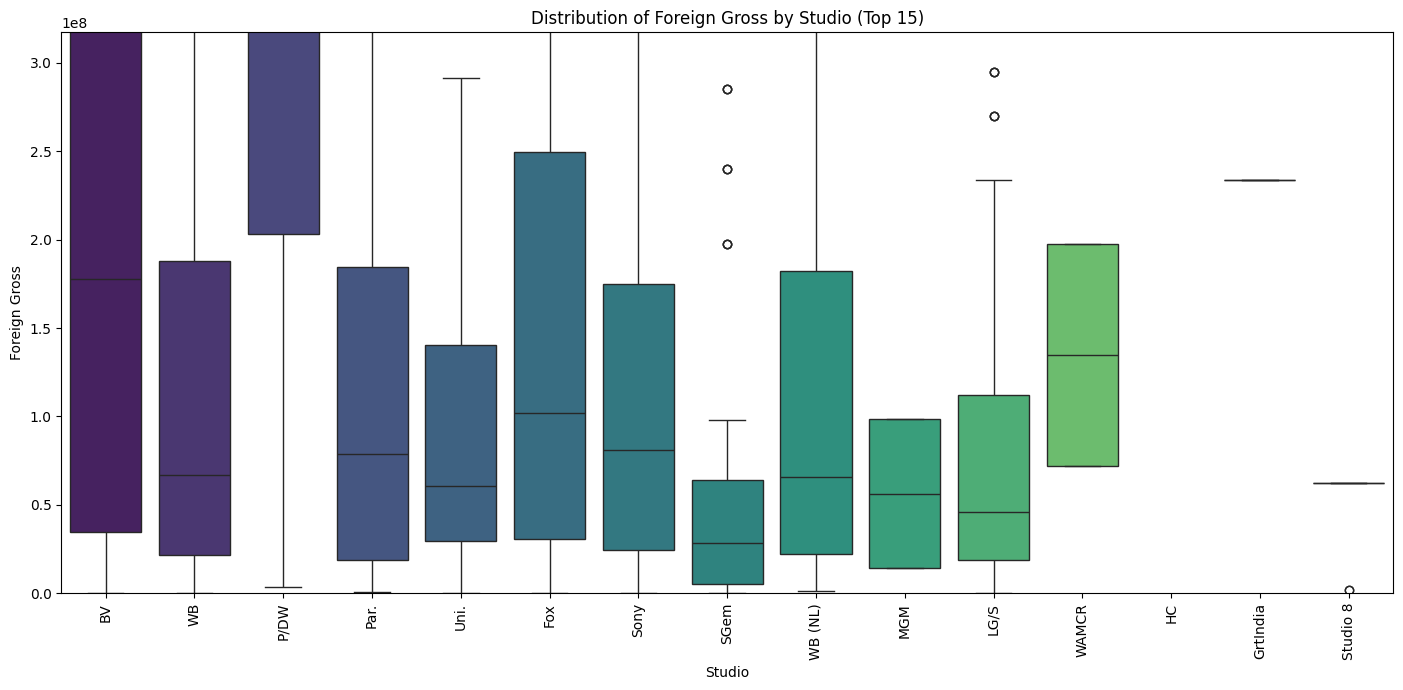 Distribution of Foreign Gross by Studio (Top 15)
1e8
3.0
2.5
2.0
1.5
1.0
0.5
0.0
Foreign Gross
BV
WB
P/DW
Par.
Uni.
Fox
Sony
SGem
WB (NL)
MGM
LG/S
WAMCR
HC
GrtIndia
Studio 8
Studio